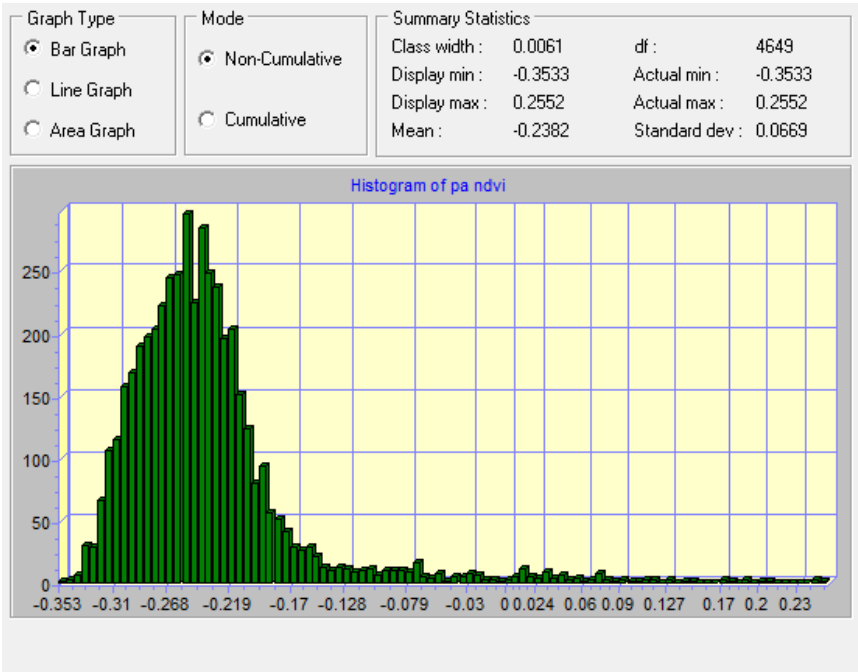 Graph Type
Bar Graph
Line Graph
Area Graph
Mode
Non-Cumulative
Cumulative
Summary Statistics
Class width : 0.0061 df : 4649
Display min : -0.3533 Actual min : -0.3533
Display max : 0.2552 Actual max : 0.2552
Mean : -0.2382 Standard dev : 0.0669
Histogram of pa ndvi
250
200
150
100
50
0
-0.353 -0.31 -0.268 -0.219 -0.17 -0.128 -0.079 -0.03 0 0.024 0.06 0.09 0.127 0.17 0.2 0.23